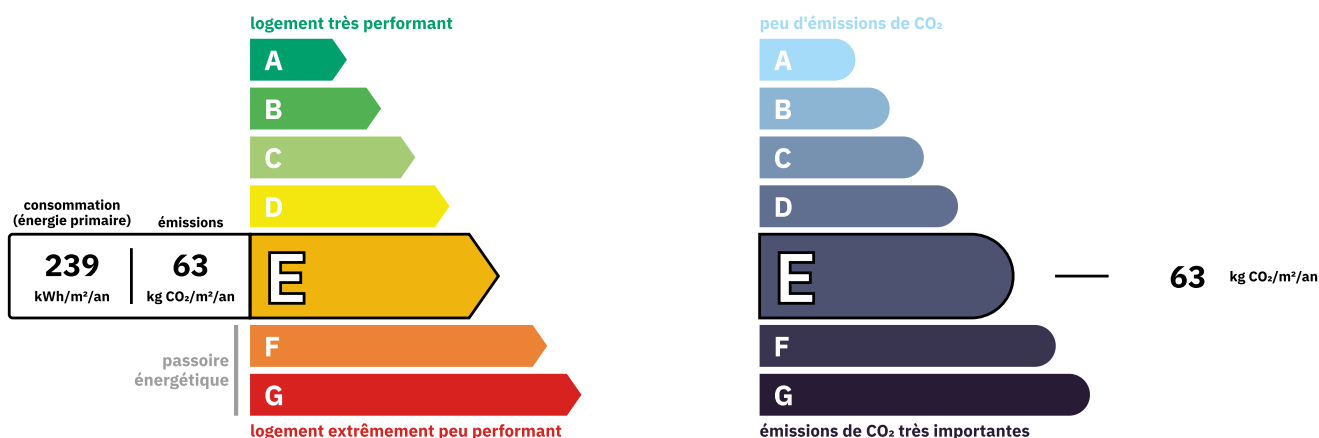 logement très performant
A
B
C
D
consommation
(énergie primaire)
émissions
239
kWh/m²/an
63
kg CO₂/m²/an
E
passoire
énergétique
F
G
logement extrêmement peu performant
peu d'émissions de CO₂
A
B
C
D
E
63
kg CO₂/m²/an
F
G
émissions de CO₂ très importantes